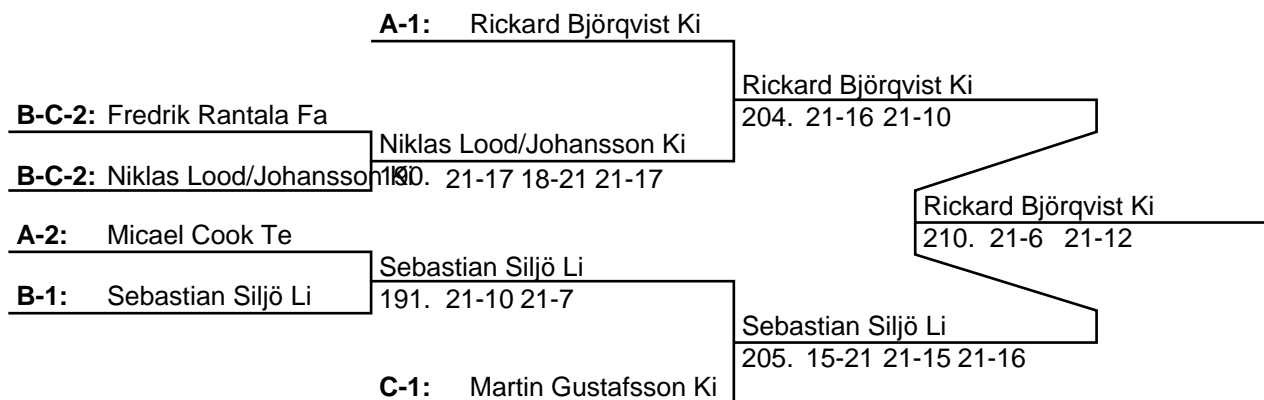 A-1: Rickard Björqvist Ki
Rickard Björqvist Ki
204. 21-16 21-10
B-C-2: Fredrik Rantala Fa
Niklas Lood/Johansson Ki
190. 21-17 18-21 21-17
B-C-2: Niklas Lood/Johansson Ki
Rickard Björqvist Ki
210. 21-6 21-12
A-2: Micael Cook Te
Sebastian Siljö Li
191. 21-10 21-7
B-1: Sebastian Siljö Li
Sebastian Siljö Li
205. 15-21 21-15 21-16
C-1: Martin Gustafsson Ki